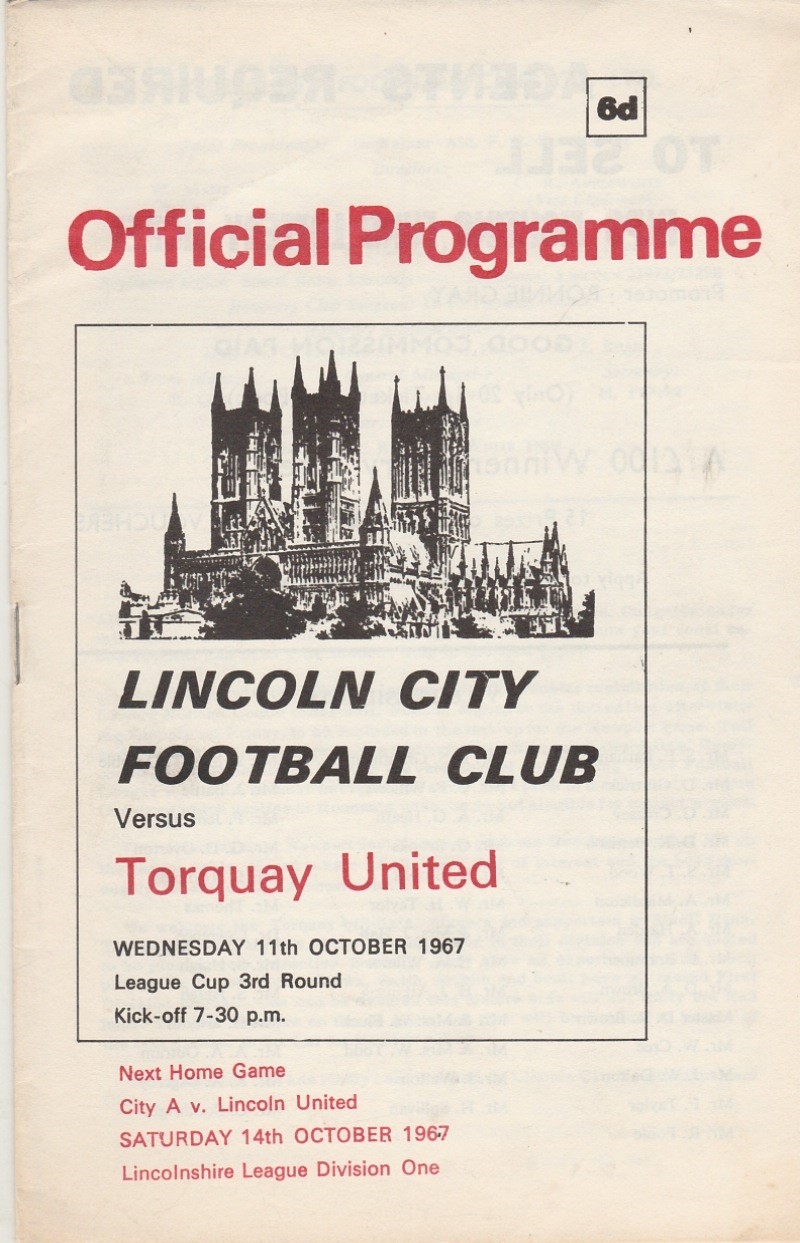 6d
Official Programme
LINCOLN CITY
FOOTBALL CLUB
Versus
Torquay United
WEDNESDAY 11th OCTOBER 1967
League Cup 3rd Round
Kick-off 7-30 p.m.
Next Home Game
City A v. Lincoln United
SATURDAY 14th OCTOBER 1967
Lincolnshire League Division One